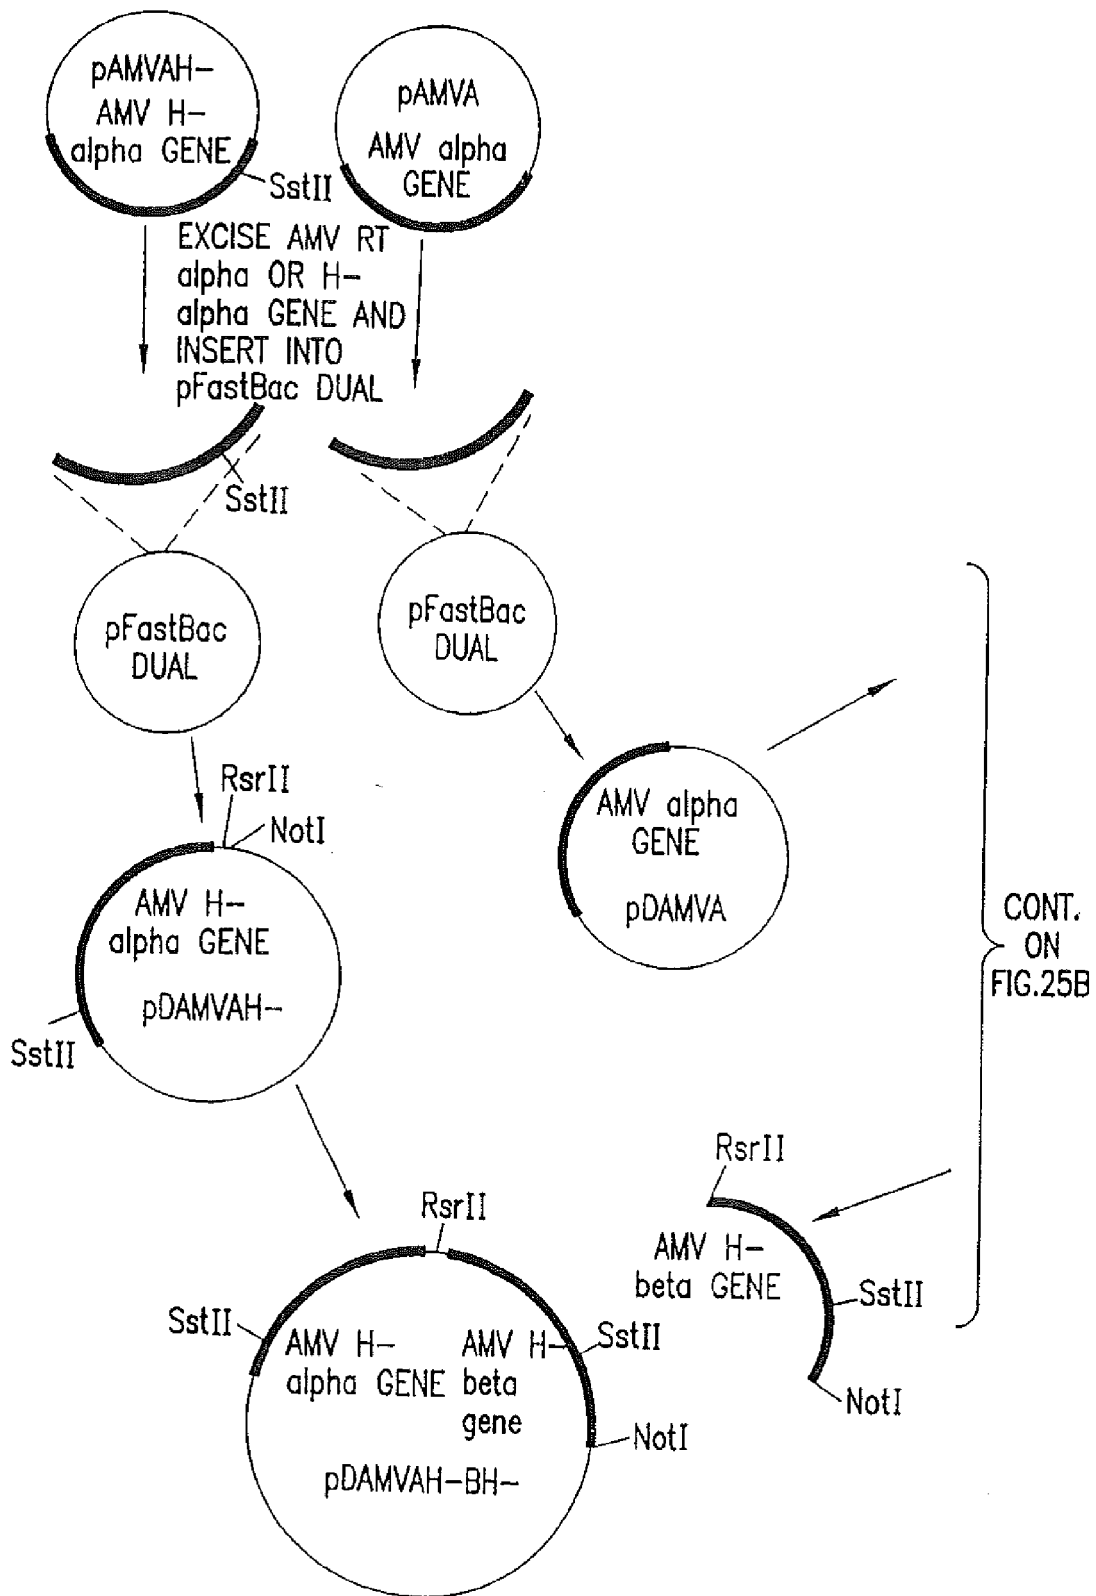 pAMVAH-
AMV H-
alpha GENE
SstII
pAMVA
AMV alpha
GENE
EXCISE AMV RT
alpha OR H-
alpha GENE AND
INSERT INTO
pFastBac DUAL
SstII
pFastBac
DUAL
pFastBac
DUAL
RsrII
NotI
AMV H-
alpha GENE
pDAMVAH-
SstII
AMV alpha
GENE
pDAMVA
CONT.
ON
FIG.25B
RsrII
AMV H-
beta GENE
SstII
NotI
RsrII
SstII
AMV H-
alpha GENE
AMV H-
beta
gene
SstII
NotI
pDAMVAH-BH-